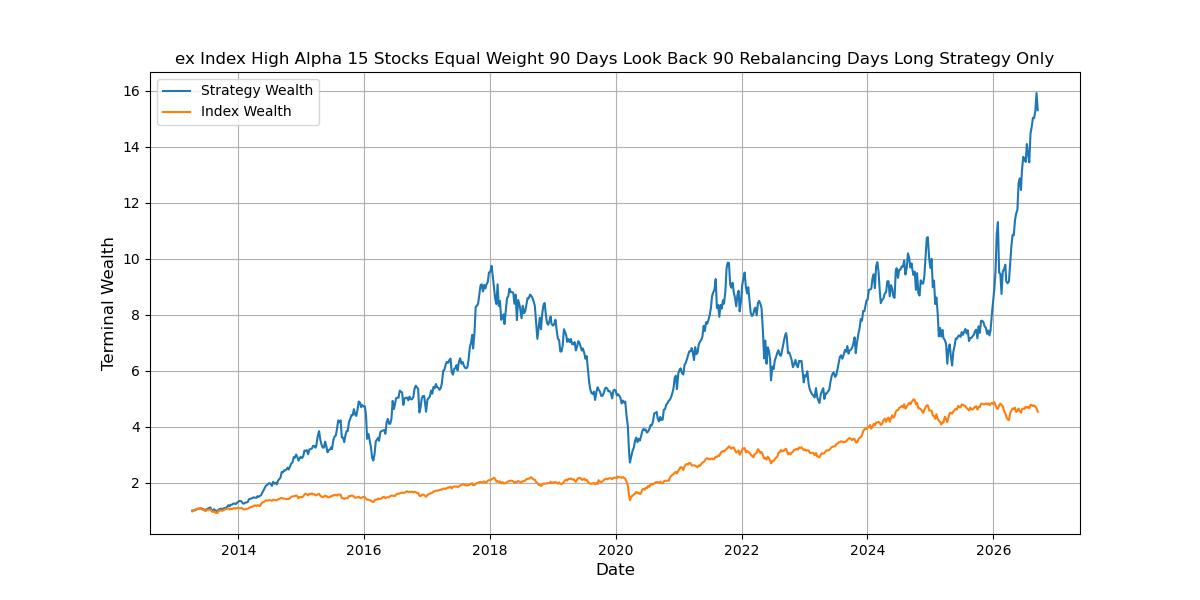 ex Index High Alpha 15 Stocks Equal Weight 90 Days Look Back 90 Rebalancing Days Long Strategy Only
Strategy Wealth
Index Wealth
Terminal Wealth
16
14
12
10
8
6
4
2
2014 2016 2018 2020 2022 2024 2026
Date